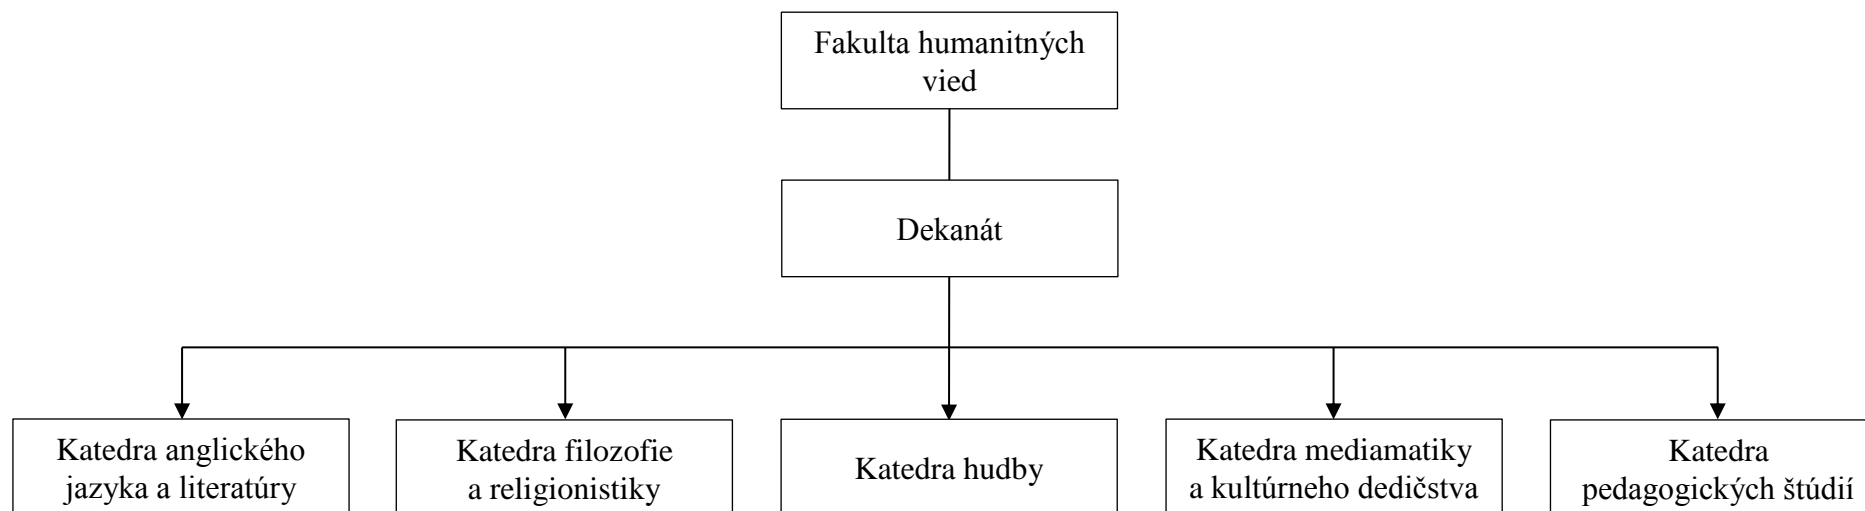 Fakulta humanitných
vied
Dekanát
Katedra anglického
jazyka a literatúry
Katedra filozofie
a religionistiky
Katedra hudby
Katedra mediamatiky
a kultúrneho dedičstva
Katedra
pedagogických štúdií